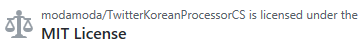 modamoda/TwitterKoreanProcessorCS is licensed under the
MIT License